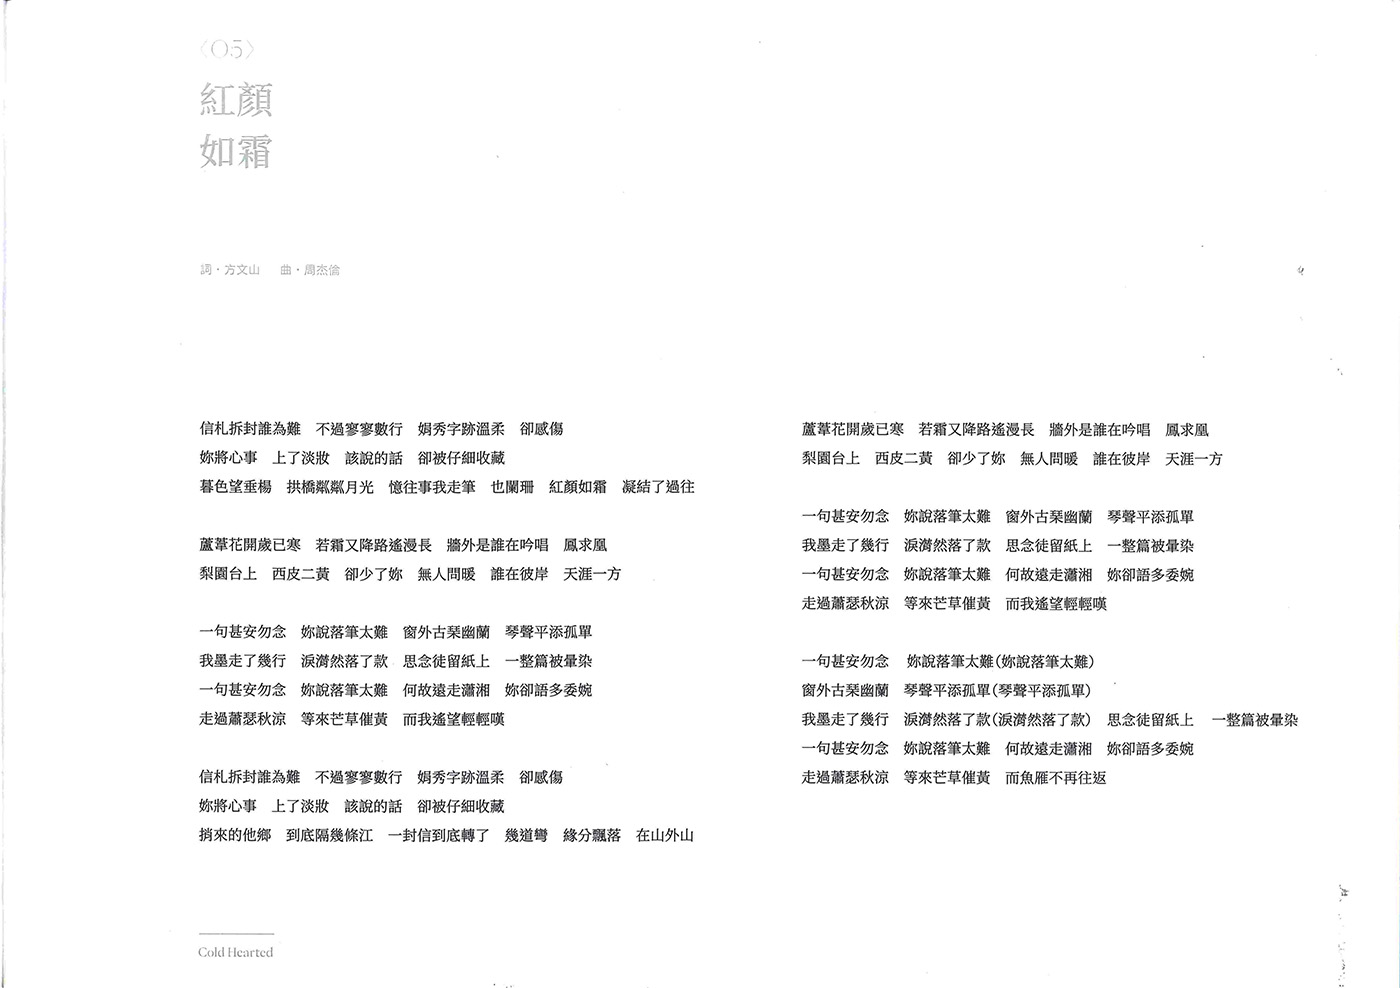 〈05〉
紅顏
如霜
詞・方文山　曲・周杰倫
信札拆封誰為難　不過寥寥數行　娟秀字跡溫柔　卻感傷
妳將心事　上了淡妝　該說的話　卻被仔細收藏
暮色望垂楊　拱橋粼粼月光　憶往事我走筆　也闌珊　紅顏如霜　凝結了過往
蘆葦花開歲已寒　若霜又降路遙漫長　牆外是誰在吟唱　鳳求凰
梨園台上　西皮二黃　卻少了妳　無人問暖　誰在彼岸　天涯一方
一句甚安勿念　妳說落筆太難　窗外古琹幽蘭　琴聲平添孤單
我墨走了幾行　淚潸然落了款　思念徒留紙上　一整篇被暈染
一句甚安勿念　妳說落筆太難　何故遠走瀟湘　妳卻語多委婉
走過蕭瑟秋涼　等來芒草催黃　而我遙望輕輕嘆
信札拆封誰為難　不過寥寥數行　娟秀字跡溫柔　卻感傷
妳將心事　上了淡妝　該說的話　卻被仔細收藏
捎來的他鄉　到底隔幾條江　一封信到底轉了　幾道彎　緣分飄落　在山外山
蘆葦花開歲已寒　若霜又降路遙漫長　牆外是誰在吟唱　鳳求凰
梨園台上　西皮二黃　卻少了妳　無人問暖　誰在彼岸　天涯一方
一句甚安勿念　妳說落筆太難　窗外古琹幽蘭　琴聲平添孤單
我墨走了幾行　淚潸然落了款　思念徒留紙上　一整篇被暈染
一句甚安勿念　妳說落筆太難　何故遠走瀟湘　妳卻語多委婉
走過蕭瑟秋涼　等來芒草催黃　而我遙望輕輕嘆
一句甚安勿念　妳說落筆太難(妳說落筆太難)
窗外古琹幽蘭　琴聲平添孤單(琴聲平添孤單)
我墨走了幾行　淚潸然落了款(淚潸然落了款)　思念徒留紙上　一整篇被暈染
一句甚安勿念　妳說落筆太難　何故遠走瀟湘　妳卻語多委婉
走過蕭瑟秋涼　等來芒草催黃　而魚雁不再往返
Cold Hearted